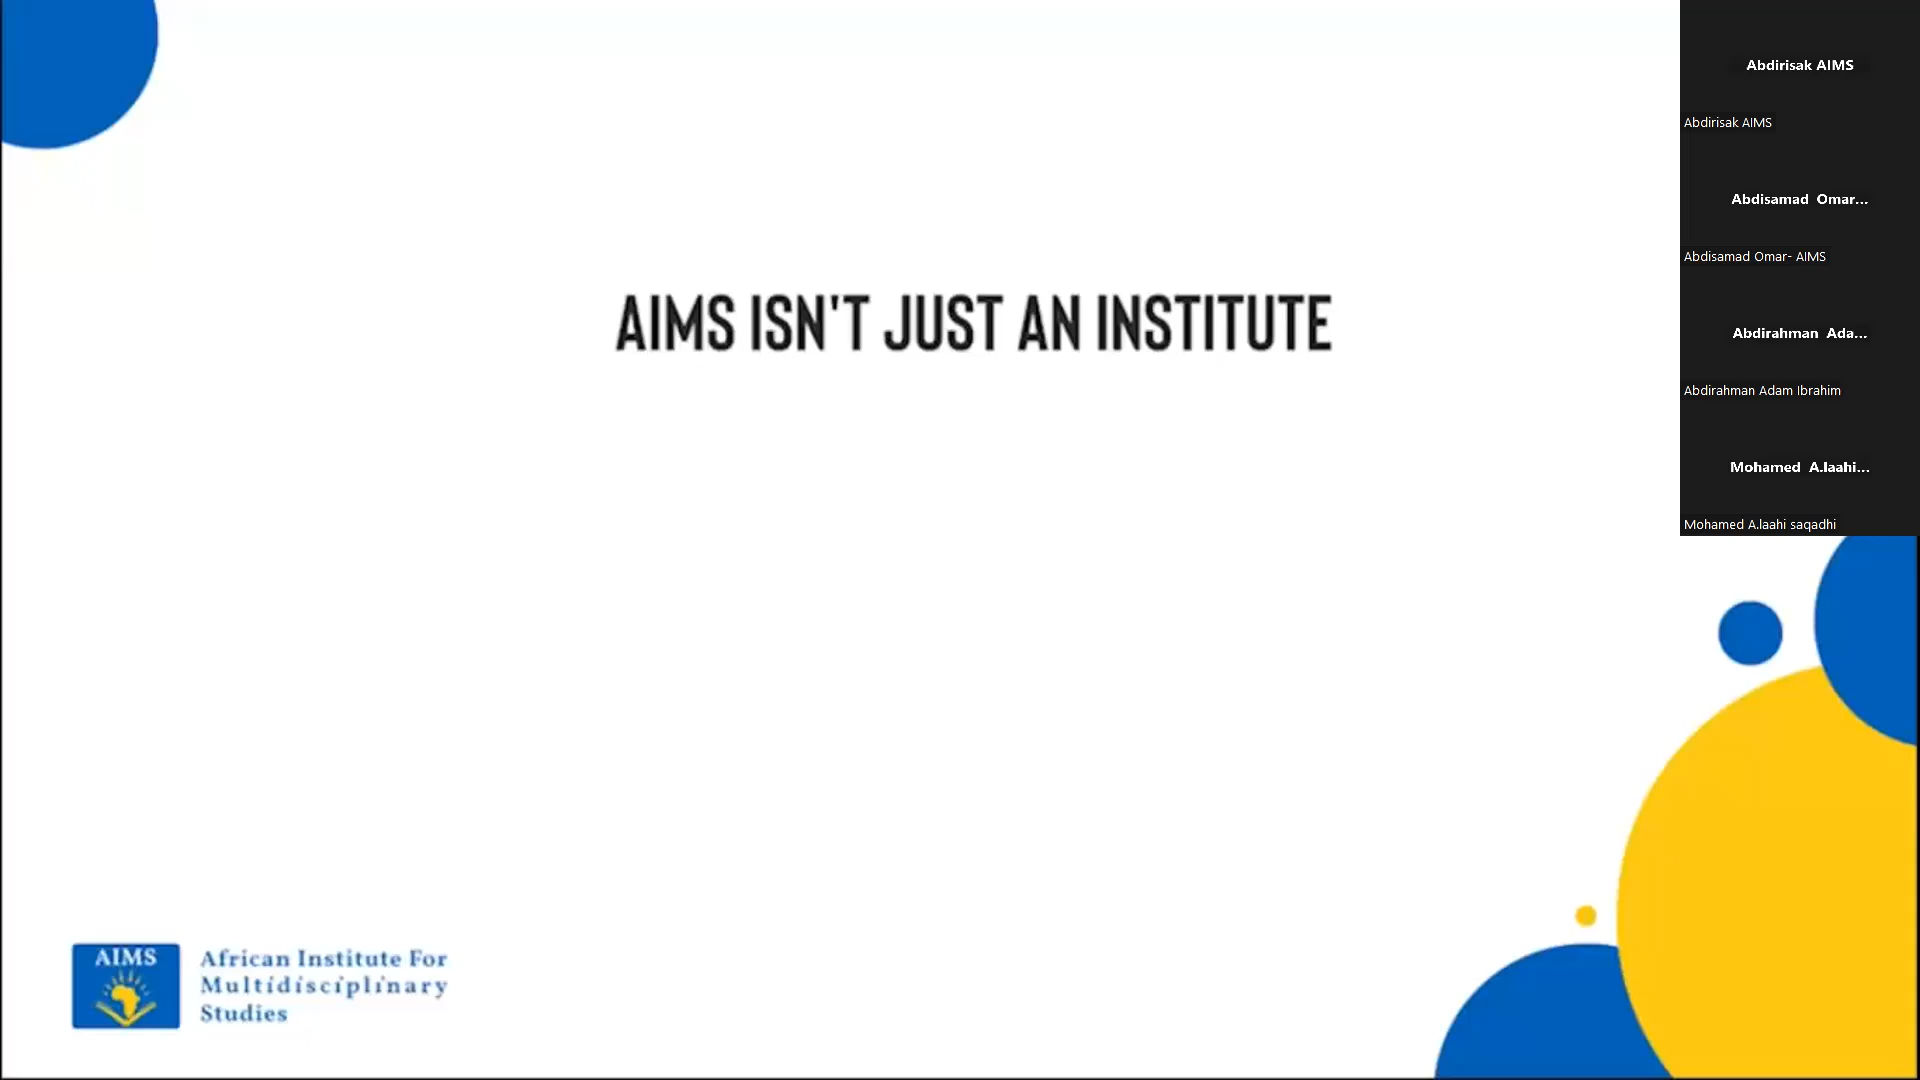 AIMS ISN'T JUST AN INSTITUTE
Abdirisak AIMS
Abdirisak AIMS
Abdisamad Omar...
Abdisamad Omar- AIMS
Abdirahman Ada...
Abdirahman Adam Ibrahim
Mohamed A.laahi...
Mohamed A.laahi saqadhi
AIMS
African Institute For
Multidisciplinary
Studies